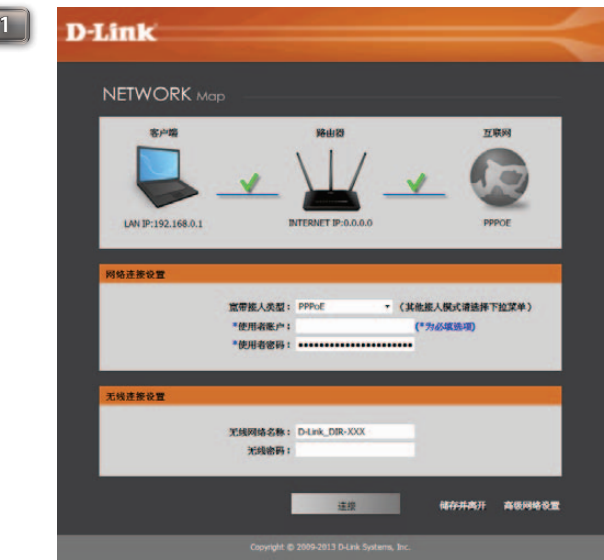 1
D-Link
NETWORK Map
客户端
路由器
互联网
LAN IP:192.168.0.1
INTERNET IP:0.0.0.0
PPPOE
网络连接设置
宽带接入类型: PPPoE (其他接入模式请选择下拉菜单)
*使用者账户: (*为必填选项)
*使用者密码: •••••••••••••••••••••••
无线连接设置
无线网络名称: D-Link_DIR-XXX
无线密码:
连接 储存并离开 高级网络设置
Copyright © 2009-2013 D-Link Systems, Inc.